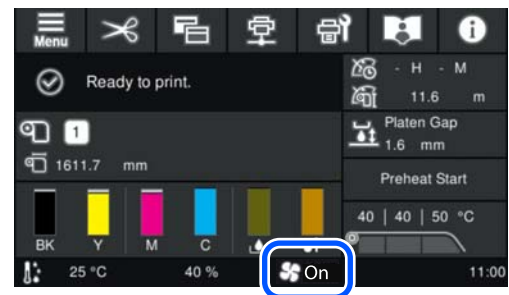 Menu
Ready to print.
- H - M
11.6 m
1
Platen Gap
1.6 mm
1611.7 mm
Preheat Start
40 | 40 | 50 °C
BK Y M C
25 °C 40 % On 11:00